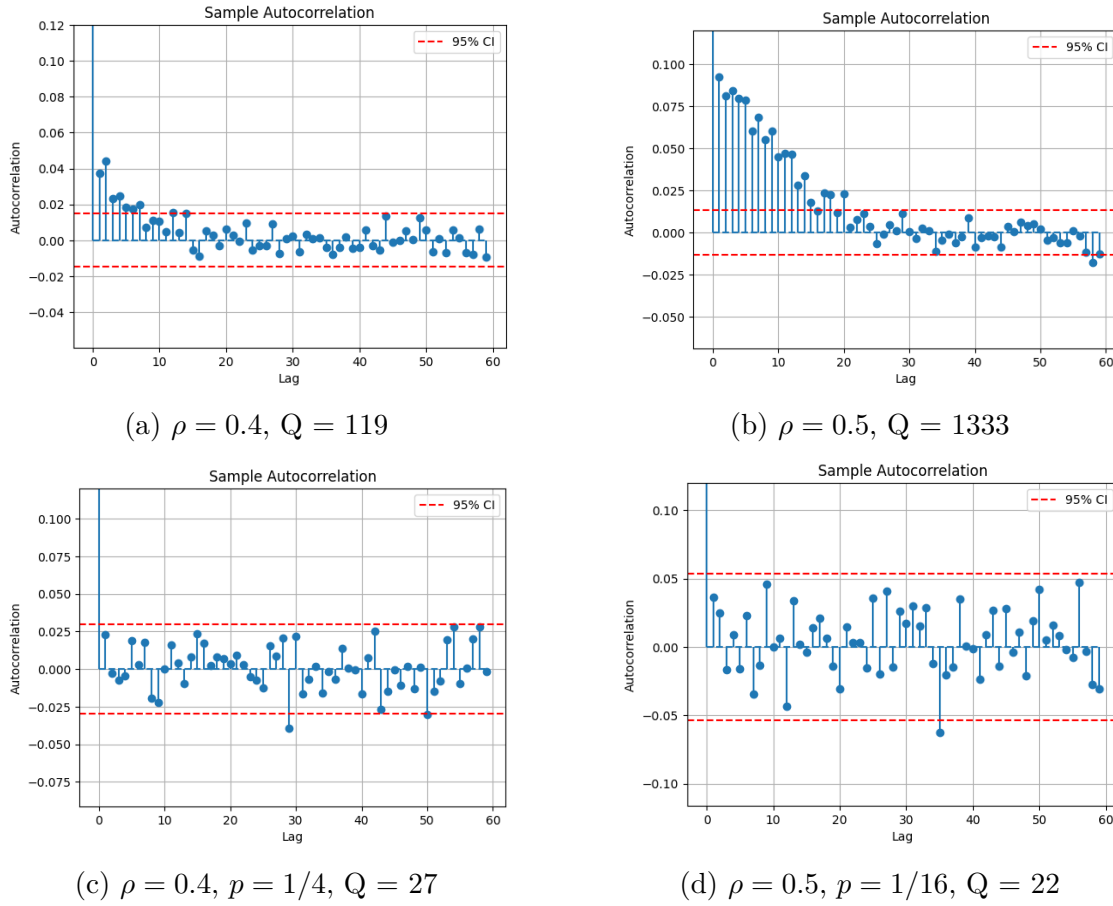 Sample Autocorrelation
0.12
0.10
0.08
0.06
0.04
0.02
0.00
−0.02
−0.04
Autocorrelation
95% CI
0 10 20 30 40 50 60
Lag
(a) ρ = 0.4, Q = 119
Sample Autocorrelation
0.100
0.075
0.050
0.025
0.000
−0.025
−0.050
Autocorrelation
95% CI
0 10 20 30 40 50 60
Lag
(b) ρ = 0.5, Q = 1333
Sample Autocorrelation
0.100
0.075
0.050
0.025
0.000
−0.025
−0.050
−0.075
Autocorrelation
95% CI
0 10 20 30 40 50 60
Lag
(c) ρ = 0.4, p = 1/4, Q = 27
Sample Autocorrelation
0.10
0.05
0.00
−0.05
−0.10
Autocorrelation
95% CI
0 10 20 30 40 50 60
Lag
(d) ρ = 0.5, p = 1/16, Q = 22